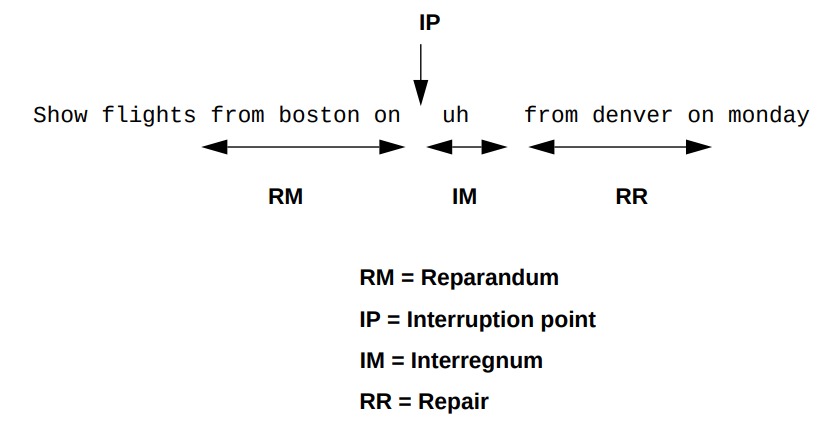 IP
Show flights from boston on uh from denver on monday
RM IM RR
RM = Reparandum
IP = Interruption point
IM = Interregnum
RR = Repair